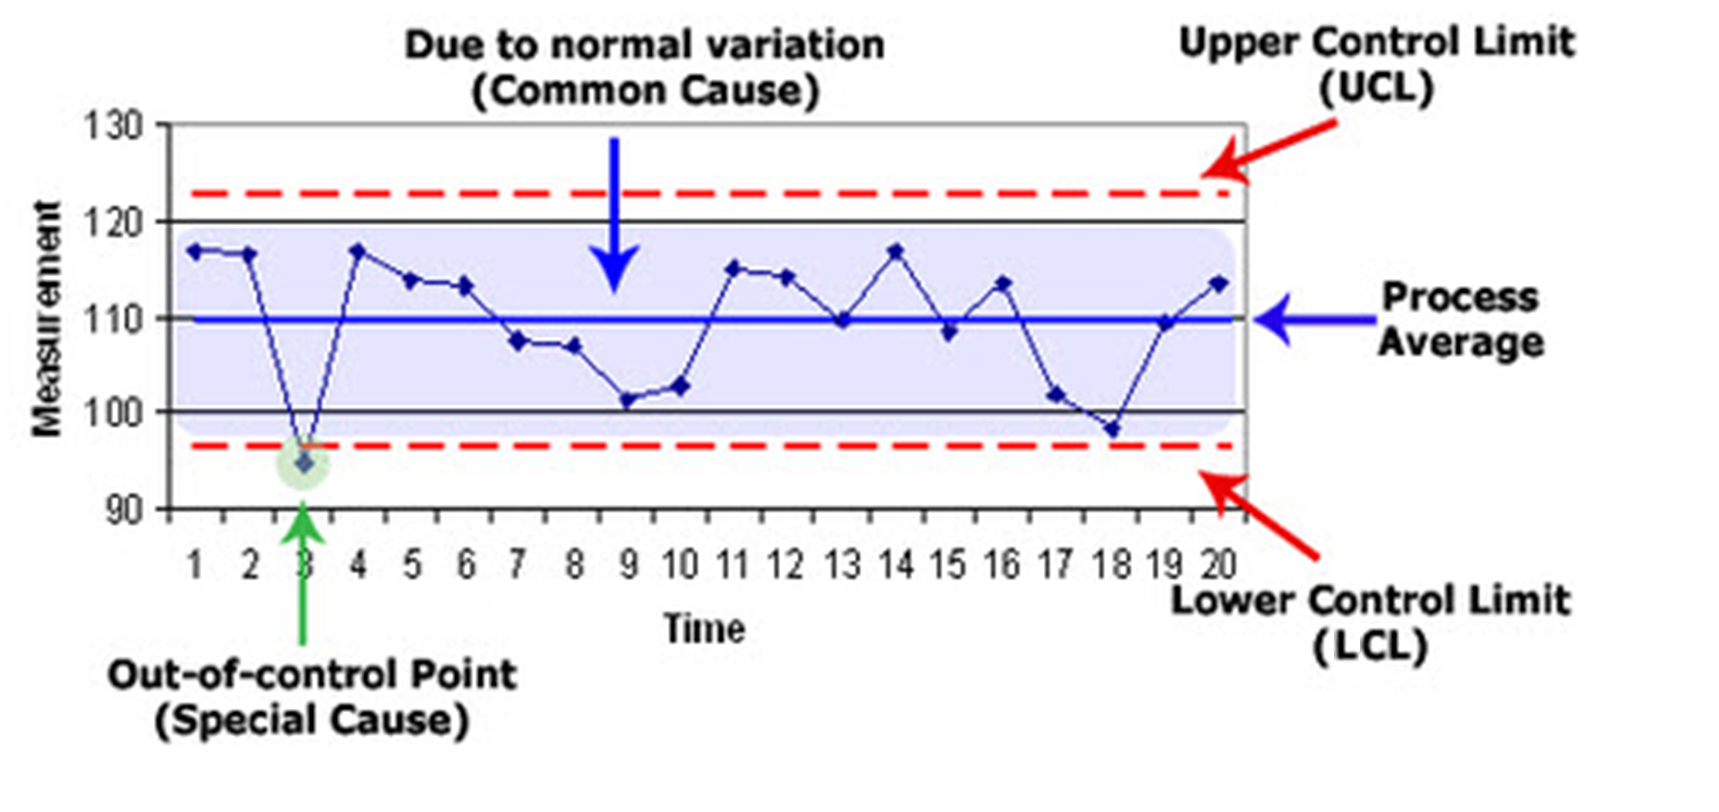 Due to normal variation
(Common Cause)
Upper Control Limit
(UCL)
130
120
110
100
90
Measurement
Process
Average
1 2 3 4 5 6 7 8 9 10 11 12 13 14 15 16 17 18 19 20
Time
Lower Control Limit
(LCL)
Out-of-control Point
(Special Cause)